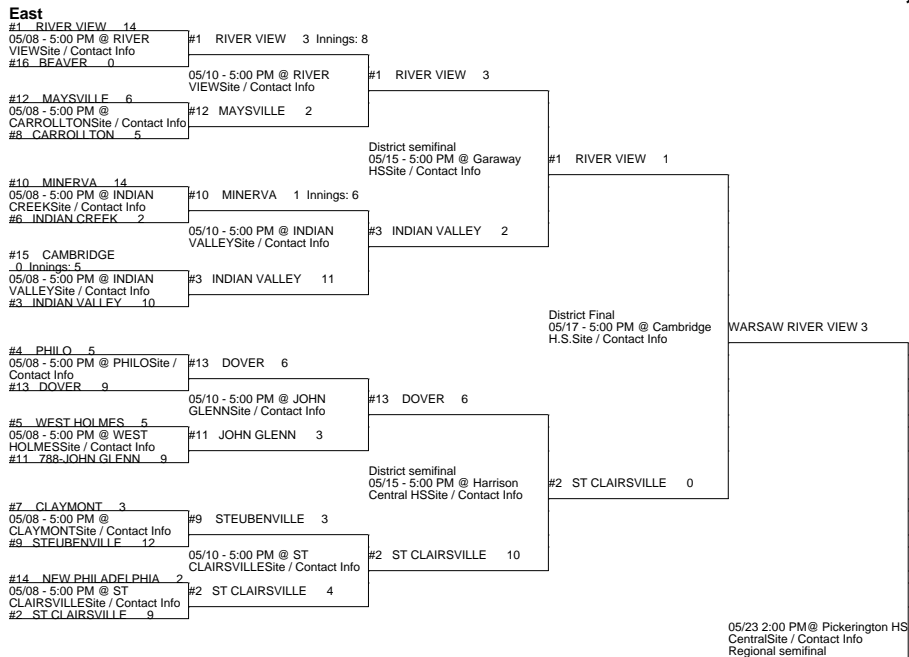 East
#1 RIVER VIEW 14
05/08 - 5:00 PM @ RIVER
VIEWSite / Contact Info
#16 BEAVER 0
#12 MAYSVILLE 6
05/08 - 5:00 PM @
CARROLLTONSite / Contact Info
#8 CARROLLTON 5
#10 MINERVA 14
05/08 - 5:00 PM @ INDIAN
CREEKSite / Contact Info
#6 INDIAN CREEK 2
#15 CAMBRIDGE
0 Innings: 5
05/08 - 5:00 PM @ INDIAN
VALLEYSite / Contact Info
#3 INDIAN VALLEY 10
#4 PHILO 5
05/08 - 5:00 PM @ PHILOSite /
Contact Info
#13 DOVER 9
#5 WEST HOLMES 5
05/08 - 5:00 PM @ WEST
HOLMESSite / Contact Info
#11 788-JOHN GLENN 9
#7 CLAYMONT 3
05/08 - 5:00 PM @
CLAYMONTSite / Contact Info
#9 STEUBENVILLE 12
#14 NEW PHILADELPHIA 2
05/08 - 5:00 PM @ ST
CLAIRSVILLESite / Contact Info
#2 ST CLAIRSVILLE 9
#1 RIVER VIEW 3 Innings: 8
05/10 - 5:00 PM @ RIVER
VIEWSite / Contact Info
#12 MAYSVILLE 2
#10 MINERVA 1 Innings: 6
05/10 - 5:00 PM @ INDIAN
VALLEYSite / Contact Info
#3 INDIAN VALLEY 11
#13 DOVER 6
05/10 - 5:00 PM @ JOHN
GLENNSite / Contact Info
#11 JOHN GLENN 3
#9 STEUBENVILLE 3
05/10 - 5:00 PM @ ST
CLAIRSVILLESite / Contact Info
#2 ST CLAIRSVILLE 4
#1 RIVER VIEW 3
District semifinal
05/15 - 5:00 PM @ Garaway
HSSite / Contact Info
#3 INDIAN VALLEY 2
#13 DOVER 6
District semifinal
05/15 - 5:00 PM @ Harrison
Central HSSite / Contact Info
#2 ST CLAIRSVILLE 10
#1 RIVER VIEW 1
District Final
05/17 - 5:00 PM @ Cambridge
H.S.Site / Contact Info
#2 ST CLAIRSVILLE 0
WARSAW RIVER VIEW 3
05/23 2:00 PM@ Pickerington HS
CentralSite / Contact Info
Regional semifinal